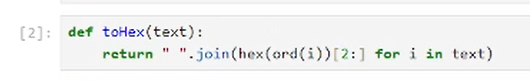 [2]: def toHex(text):
return " ".join(hex(ord(i))[2:] for i in text)